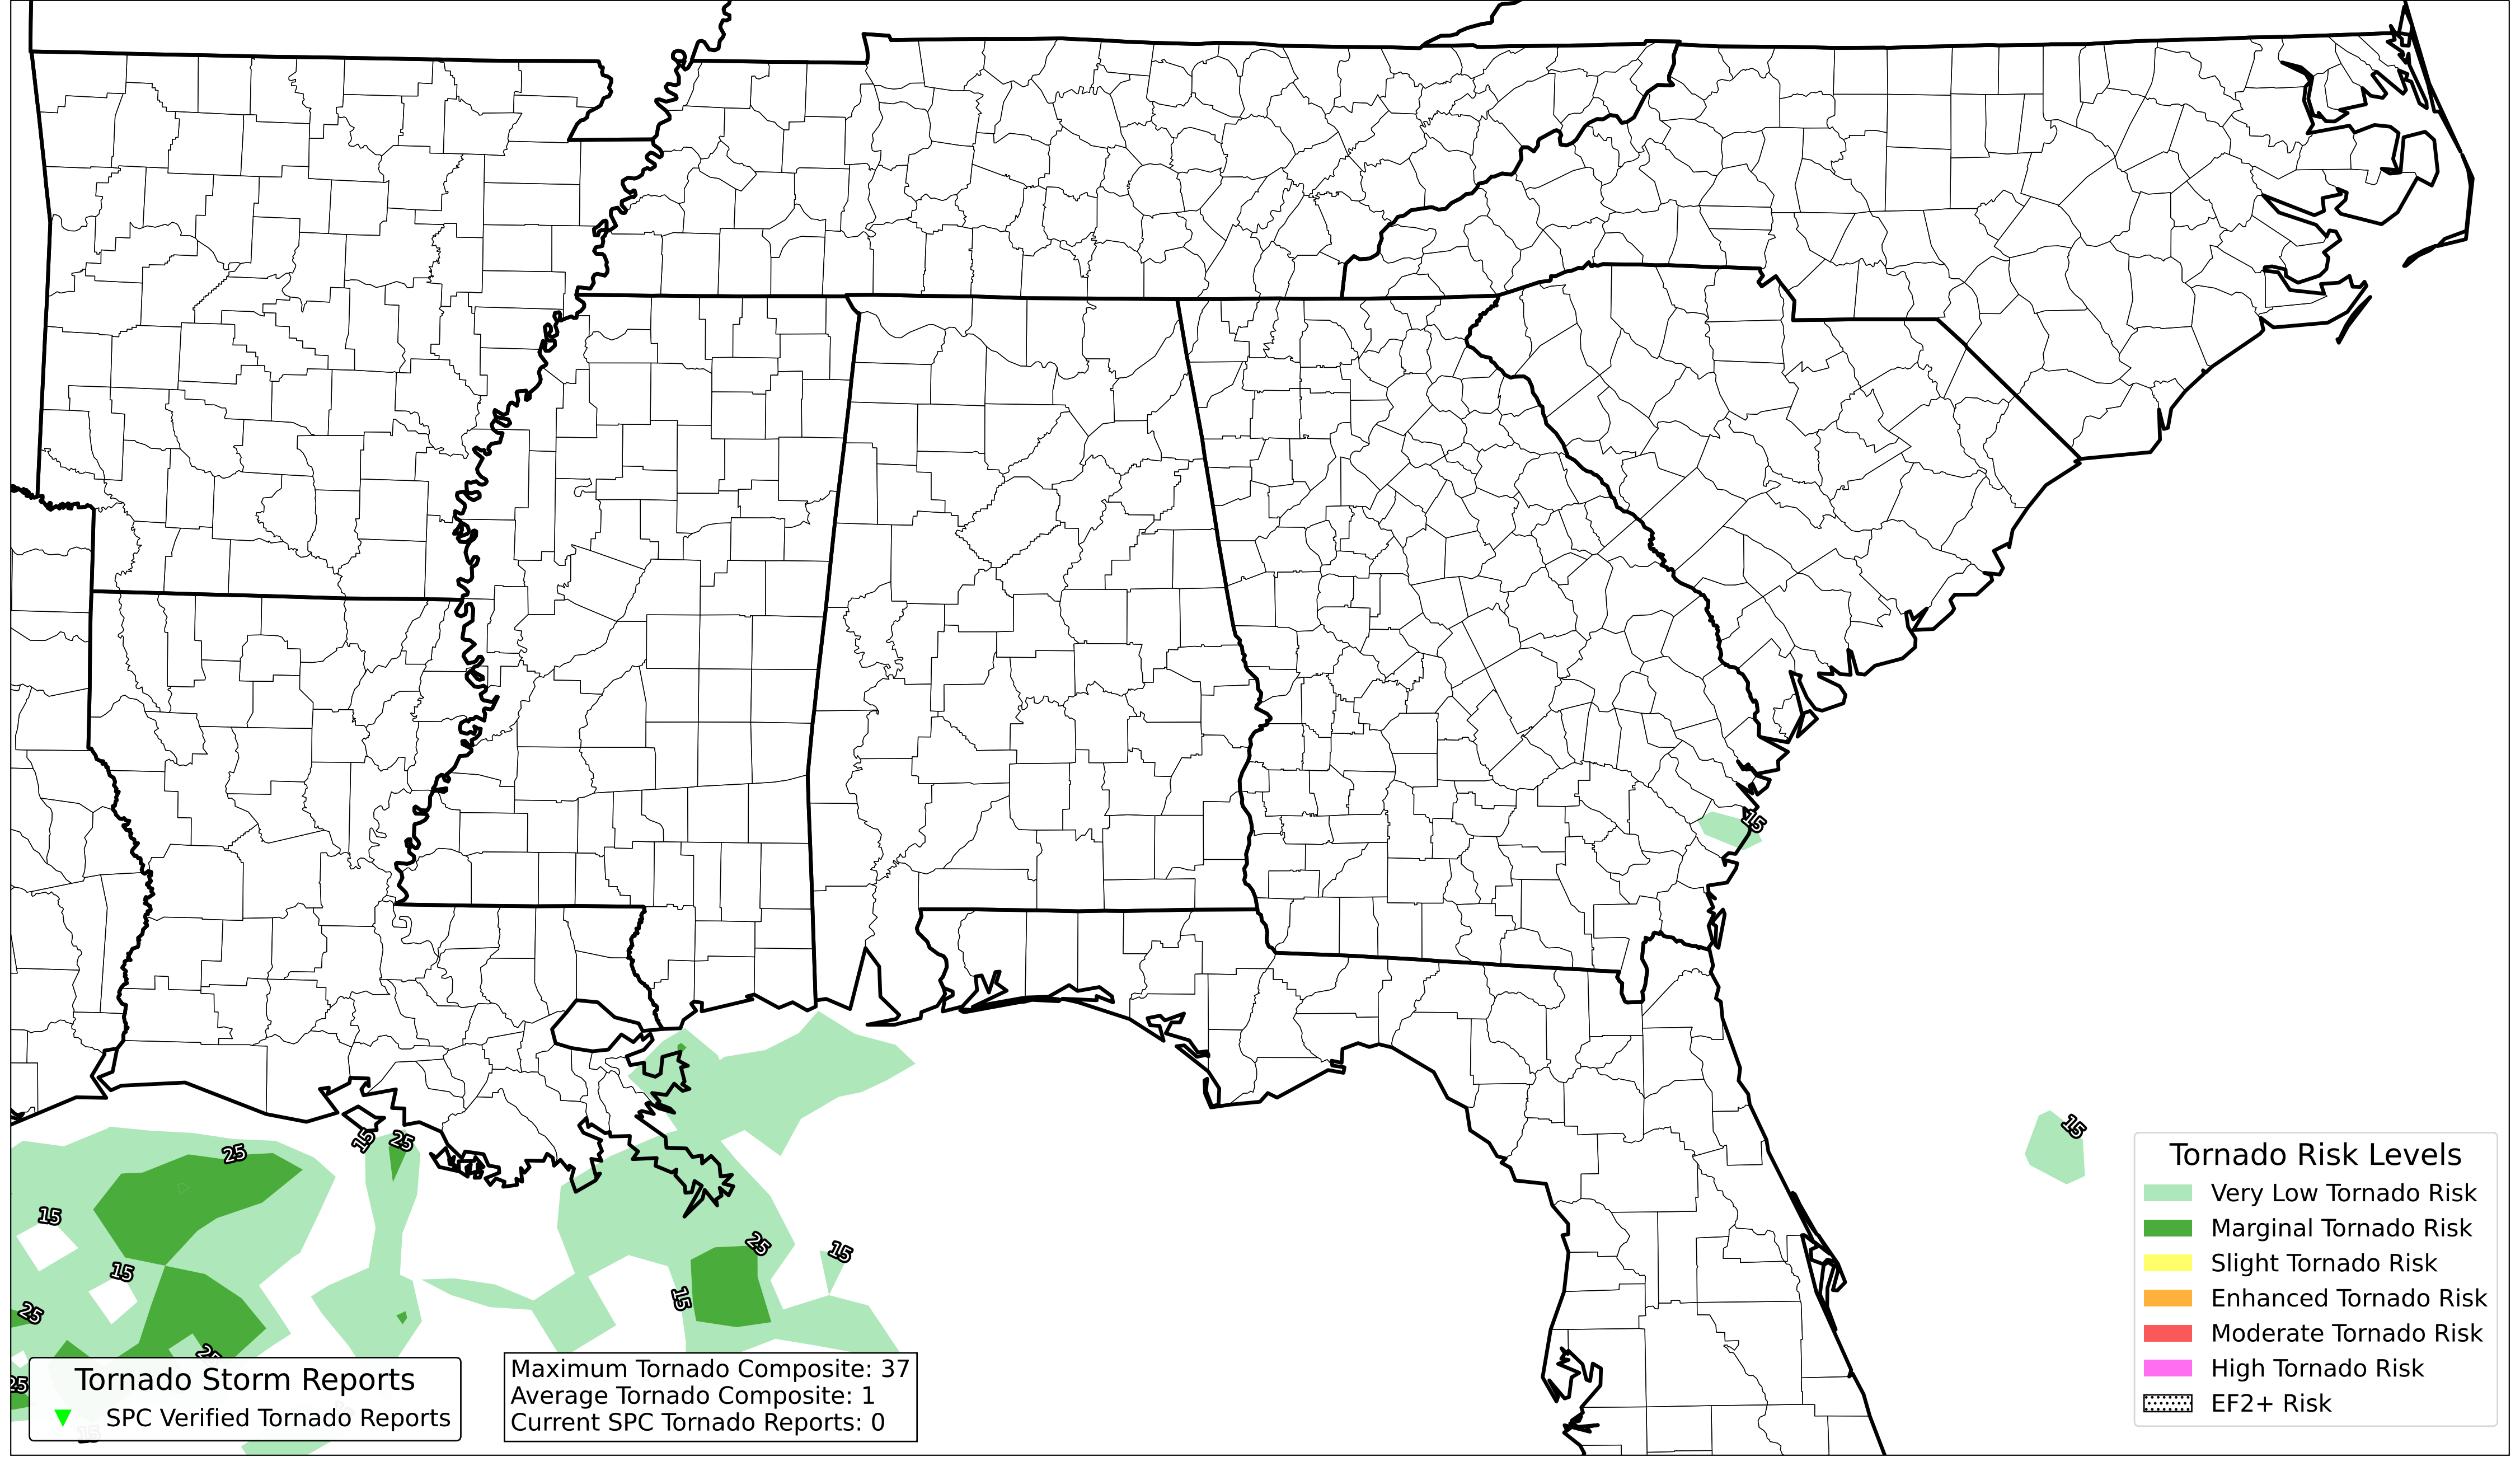 15
15
15
25
25
15
25
15
15
15
25
25
25
Tornado Risk Levels
Very Low Tornado Risk
Marginal Tornado Risk
Slight Tornado Risk
Enhanced Tornado Risk
Moderate Tornado Risk
High Tornado Risk
EF2+ Risk
Tornado Storm Reports
SPC Verified Tornado Reports
15
Maximum Tornado Composite: 37
Average Tornado Composite: 1
Current SPC Tornado Reports: 0